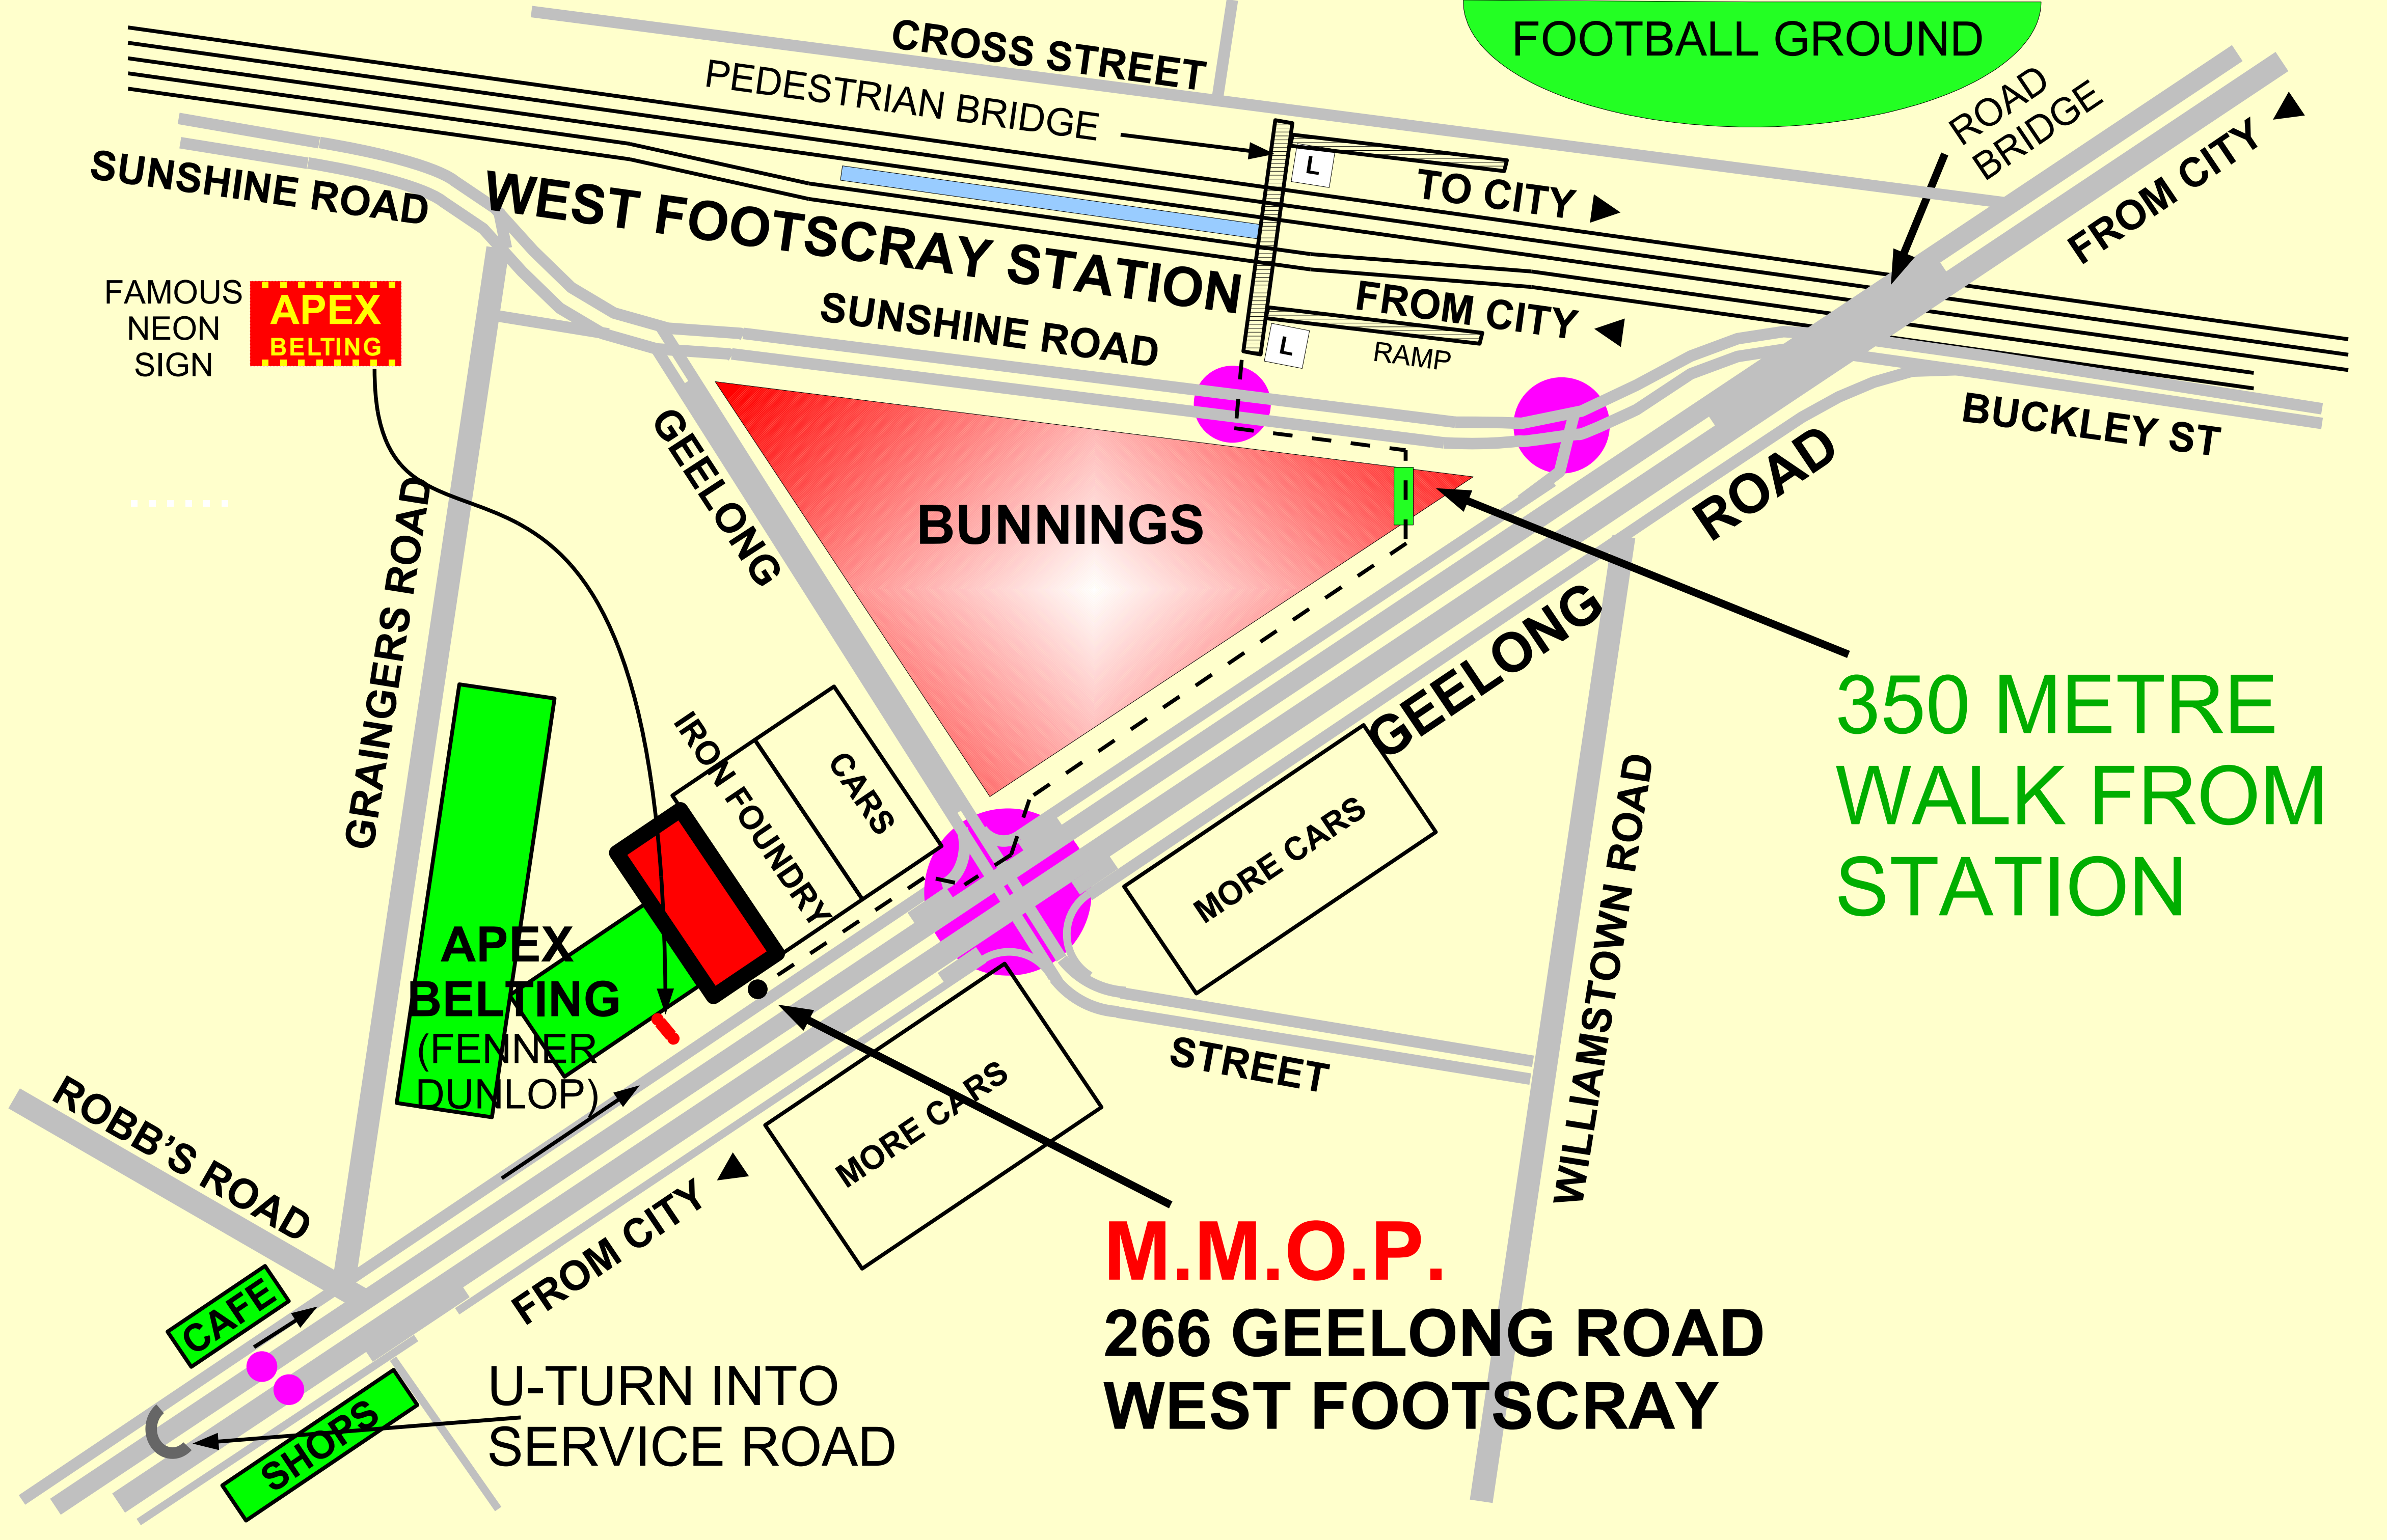 FOOTBALL GROUND
CROSS STREET
PEDESTRIAN BRIDGE
ROAD
BRIDGE
FROM CITY
L
TO CITY
SUNSHINE ROAD
WEST FOOTSCRAY STATION
FROM CITY
SUNSHINE ROAD
L
RAMP
FAMOUS
NEON
SIGN
APEX
BELTING
BUCKLEY ST
GEELONG
BUNNINGS
ROAD
GRAINGERS ROAD
GEELONG
350 METRE
WALK FROM
STATION
IRON FOUNDRY
CARS
MORE CARS
WILLIAMSTOWN ROAD
APEX
BELTING
(FENNER
DUNLOP)
STREET
MORE CARS
ROBB'S ROAD
FROM CITY
M.M.O.P.
266 GEELONG ROAD
WEST FOOTSCRAY
CAFE
SHOPS
U-TURN INTO
SERVICE ROAD